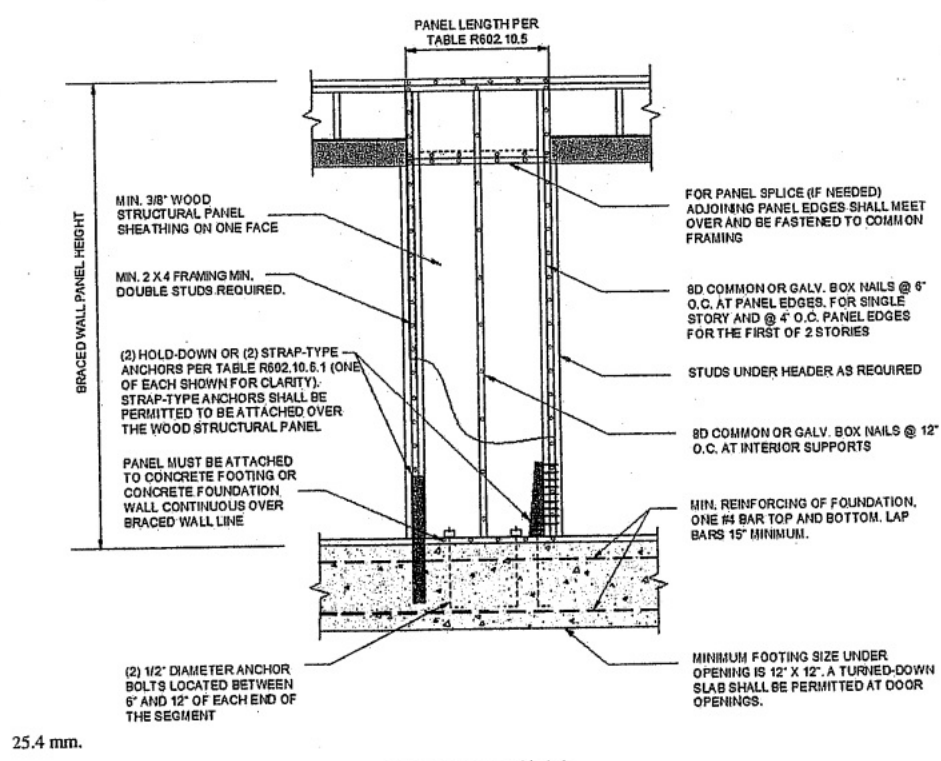 PANEL LENGTH PER
TABLE R602.10.5
BRACED WALL PANEL HEIGHT
MIN. 3/8" WOOD
STRUCTURAL PANEL
SHEATHING ON ONE FACE
MIN. 2 X 4 FRAMING MIN.
DOUBLE STUDS REQUIRED.
(2) HOLD-DOWN OR (2) STRAP-TYPE
ANCHORS PER TABLE R602.10.6.1 (ONE
OF EACH SHOWN FOR CLARITY).
STRAP-TYPE ANCHORS SHALL BE
PERMITTED TO BE ATTACHED OVER
THE WOOD STRUCTURAL PANEL
PANEL MUST BE ATTACHED
TO CONCRETE FOOTING OR
CONCRETE FOUNDATION
WALL CONTINUOUS OVER
BRACED WALL LINE
(2) 1/2" DIAMETER ANCHOR
BOLTS LOCATED BETWEEN
6" AND 12" OF EACH END OF
THE SEGMENT
FOR PANEL SPLICE (IF NEEDED)
ADJOINING PANEL EDGES SHALL MEET
OVER AND BE FASTENED TO COMMON
FRAMING
8D COMMON OR GALV. BOX NAILS @ 6"
O.C. AT PANEL EDGES. FOR SINGLE
STORY AND @ 4" O.C. PANEL EDGES
FOR THE FIRST OF 2 STORIES
STUDS UNDER HEADER AS REQUIRED
8D COMMON OR GALV. BOX NAILS @ 12"
O.C. AT INTERIOR SUPPORTS
MIN. REINFORCING OF FOUNDATION,
ONE #4 BAR TOP AND BOTTOM. LAP
BARS 15" MINIMUM.
MINIMUM FOOTING SIZE UNDER
OPENING IS 12" X 12". A TURNED-DOWN
SLAB SHALL BE PERMITTED AT DOOR
OPENINGS.
25.4 mm.